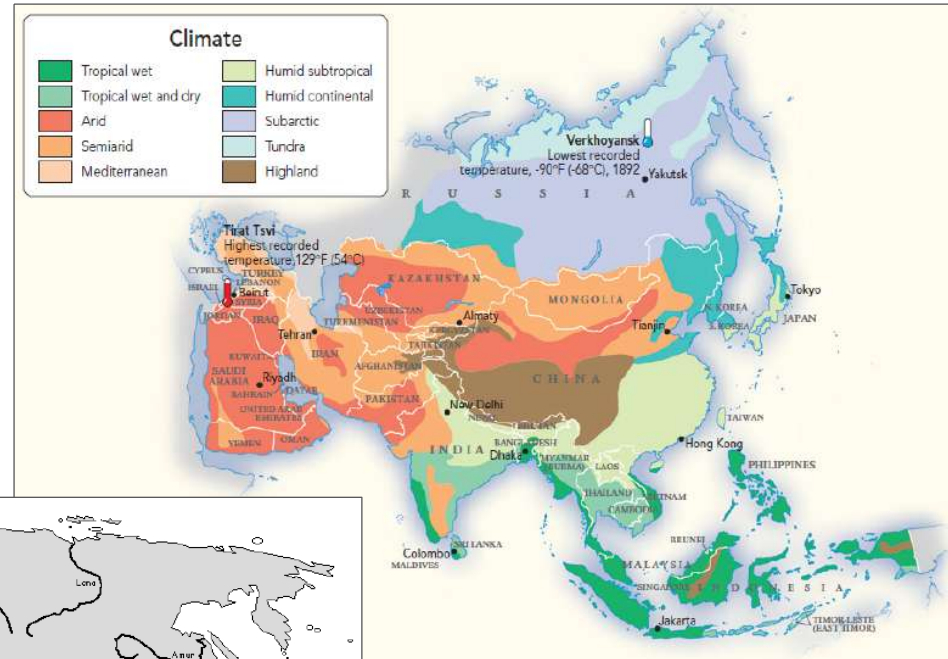 Climate
Tropical wet
Tropical wet and dry
Arid
Semiarid
Mediterranean
Humid subtropical
Humid continental
Subarctic
Tundra
Highland
Verkhoyansk
Lowest recorded
temperature, -90°F (-68°C), 1892
Yakutsk
R U S S I A
Tirat Tsvi
Highest recorded
temperature, 129°F (54°C)
CYPRUS
TURKEY
LEBANON
ISRAEL
Beirut
SYRIA
JORDAN
IRAQ
Tehran
IRAN
KUWAIT
SAUDI
ARABIA
Riyadh
BAHRAIN
QATAR
UNITED ARAB
EMIRATES
YEMEN
OMAN
KAZAKHSTAN
UZBEKISTAN
TURKMENISTAN
Almaty
KYRGYZSTAN
TAJIKISTAN
AFGHANISTAN
PAKISTAN
MONGOLIA
Tianjin
N. KOREA
S. KOREA
Tokyo
JAPAN
CHINA
New Delhi
NEPAL
BHUTAN
INDIA
BANGLADESH
Dhaka
MYANMAR
(BURMA)
LAOS
Hong Kong
TAIWAN
THAILAND
VIETNAM
CAMBODIA
PHILIPPINES
Colombo
SRI LANKA
MALDIVES
BRUNEI
MALAYSIA
SINGAPORE
INDONESIA
Jakarta
TIMOR-LESTE
(EAST TIMOR)
Lena
Amur